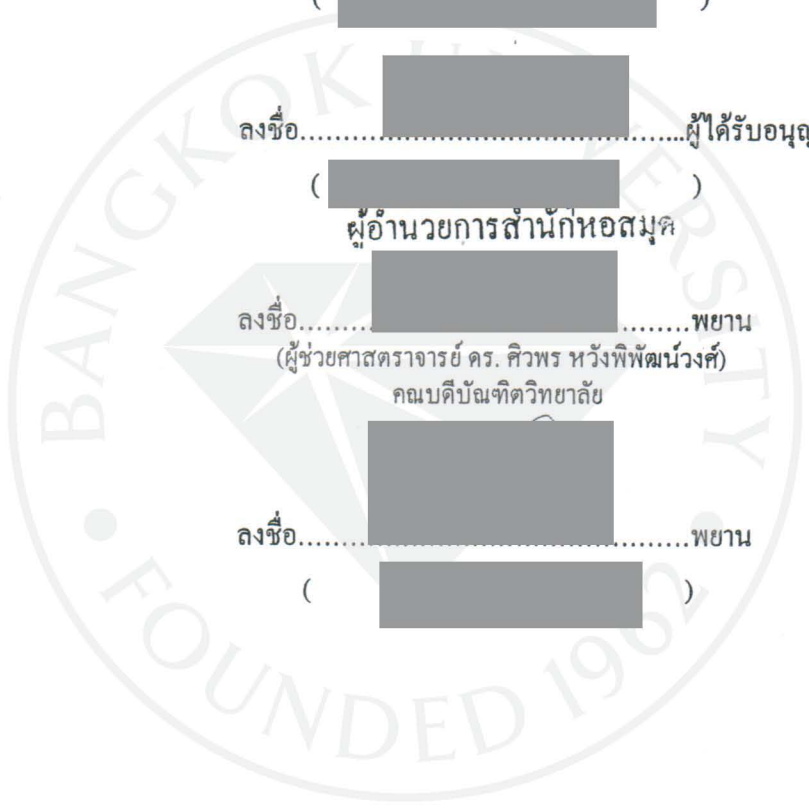 ( )
ลงชื่อ...........................................ผู้ได้รับอนุญ
( )
ผู้อำนวยการสำนักหอสมุด
ลงชื่อ.................พยาน
(ผู้ช่วยศาสตราจารย์ ดร. ศิวพร หวังพิพัฒน์วงศ์)
คณบดีบัณฑิตวิทยาลัย
ลงชื่อ...........................................พยาน
( )
BANGKOK UNIVERSITY
FOUNDED 1962